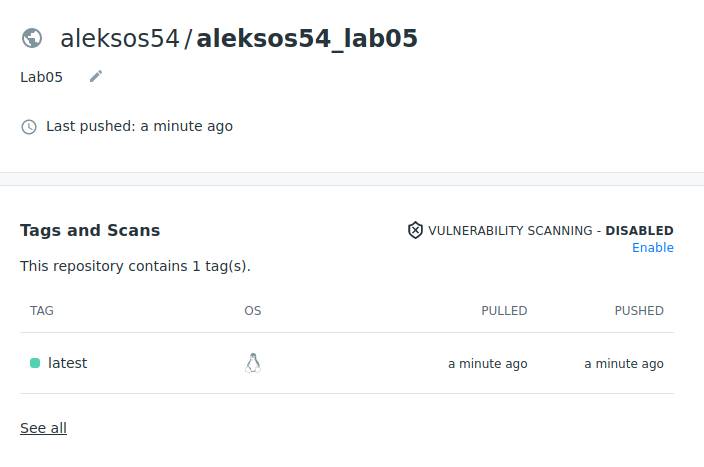 aleksos54 / aleksos54_lab05
Lab05
Last pushed: a minute ago
Tags and Scans
VULNERABILITY SCANNING - DISABLED
Enable
This repository contains 1 tag(s).
TAG OS PULLED PUSHED
latest a minute ago a minute ago
See all